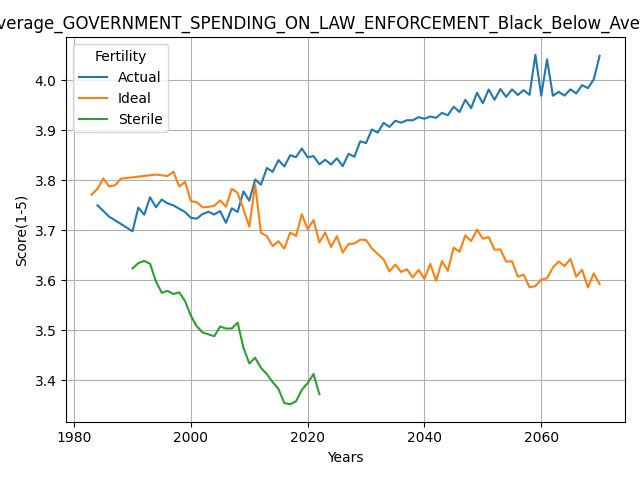 verage_GOVERNMENT_SPENDING_ON_LAW_ENFORCEMENT_Black_Below_Ave
Fertility
Actual
Ideal
Sterile
Score(1-5)
4.0
3.9
3.8
3.7
3.6
3.5
3.4
1980 2000 2020 2040 2060
Years